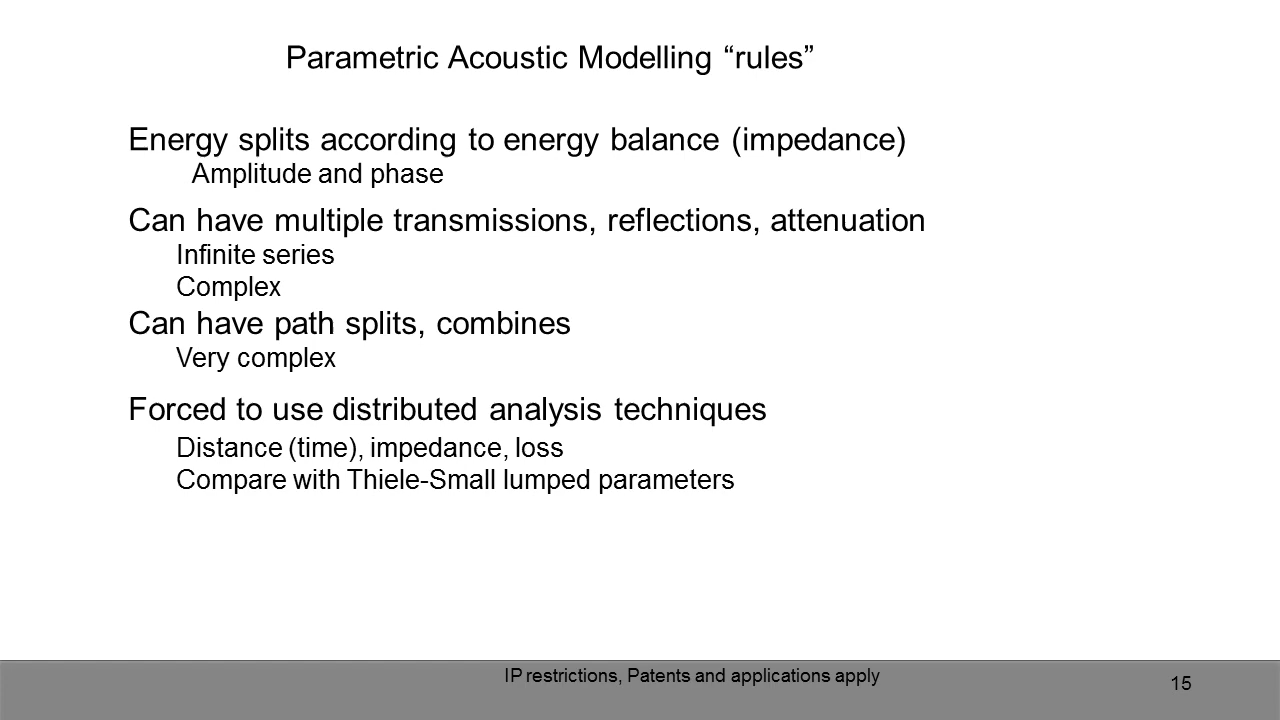 Parametric Acoustic Modelling “rules”
Energy splits according to energy balance (impedance)
Amplitude and phase
Can have multiple transmissions, reflections, attenuation
Infinite series
Complex
Can have path splits, combines
Very complex
Forced to use distributed analysis techniques
Distance (time), impedance, loss
Compare with Thiele-Small lumped parameters
IP restrictions, Patents and applications apply
15